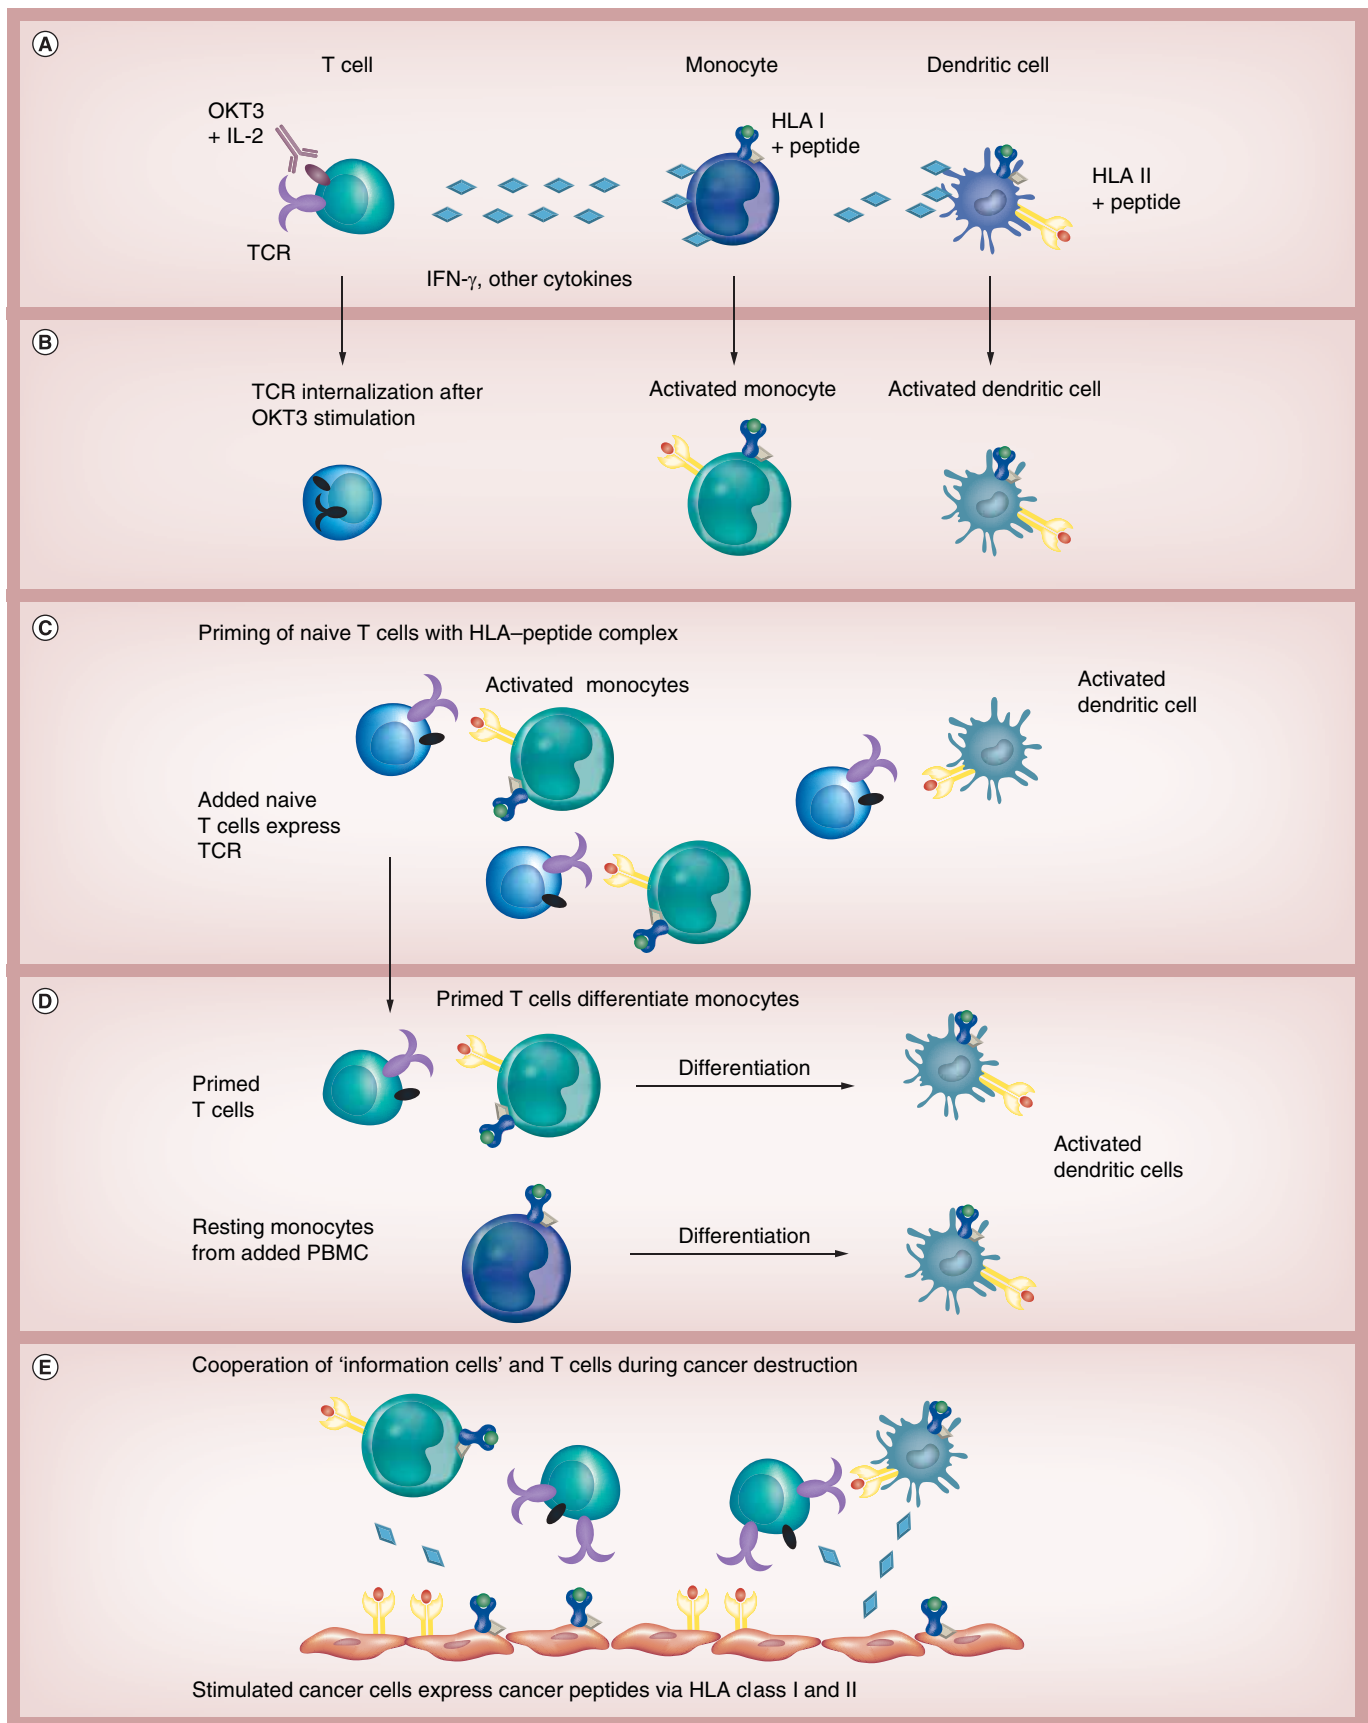 A
T cell
Monocyte
Dendritic cell
OKT3
+ IL-2
HLA I
+ peptide
HLA II
+ peptide
TCR
IFN-γ, other cytokines
B
TCR internalization after
OKT3 stimulation
Activated monocyte
Activated dendritic cell
C
Priming of naive T cells with HLA–peptide complex
Activated monocytes
Activated
dendritic cell
Added naive
T cells express
TCR
D
Primed T cells differentiate monocytes
Primed
T cells
Differentiation
Activated
dendritic cells
Resting monocytes
from added PBMC
Differentiation
E
Cooperation of ‘information cells’ and T cells during cancer destruction
Stimulated cancer cells express cancer peptides via HLA class I and II